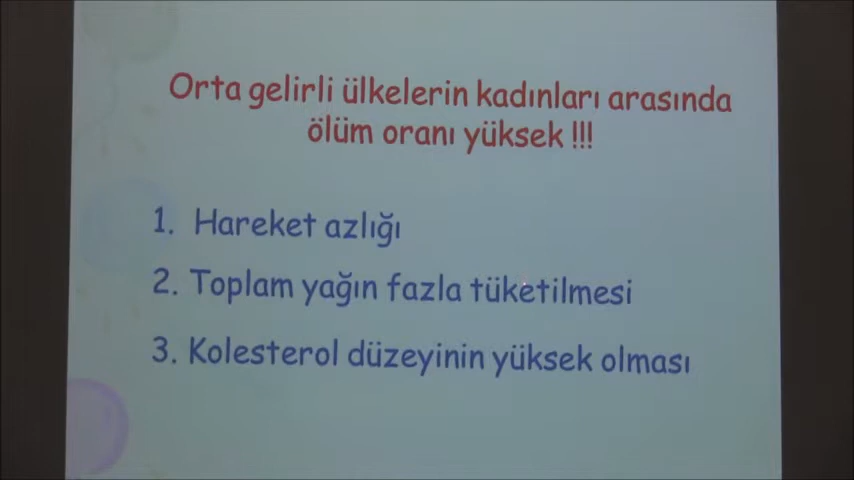 Orta gelirli ülkelerin kadınları arasında
ölüm oranı yüksek !!!
1. Hareket azlığı
2. Toplam yağın fazla tüketilmesi
3. Kolesterol düzeyinin yüksek olması